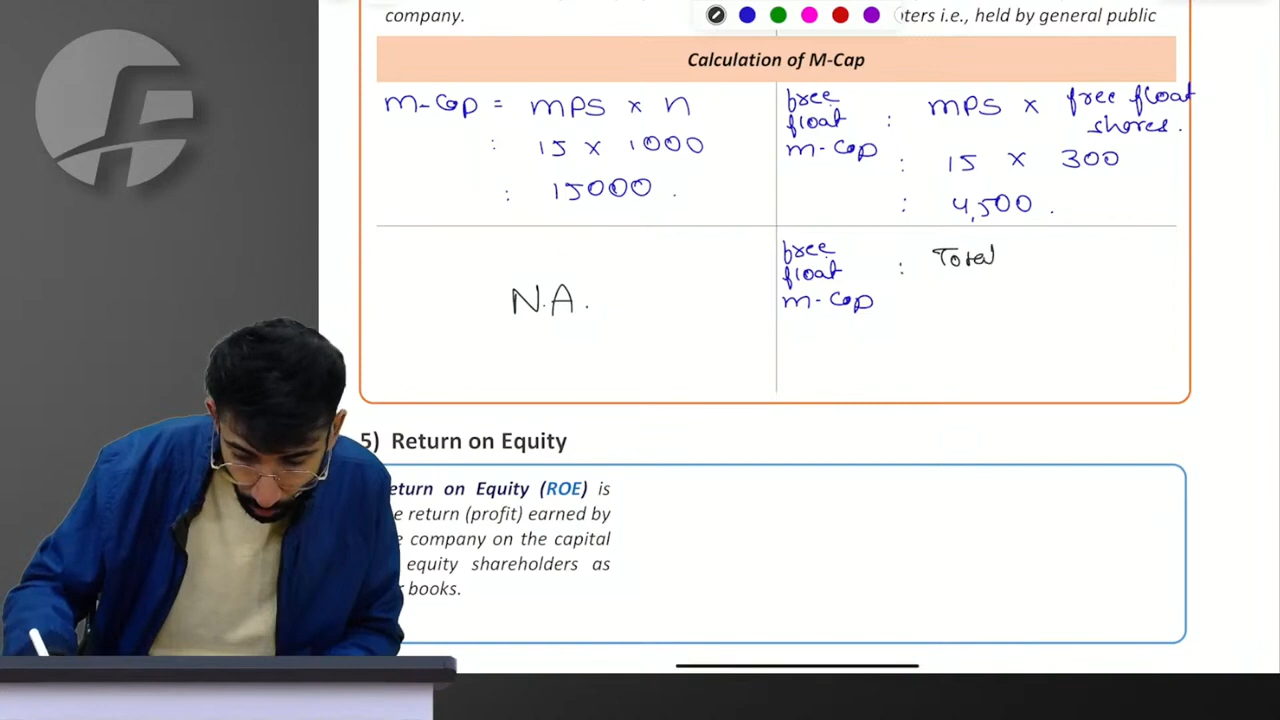 company.
ters i.e., held by general public
Calculation of M-Cap
m-Cap = MPS x n
: 15 x 1000
: 15000 .
free float m-Cap : MPS x free float shares.
: 15 x 300
: 4,500 .
N.A.
free float m-Cap : Total
5) Return on Equity
eturn on Equity (ROE) is
e return (profit) earned by
e company on the capital
equity shareholders as
books.